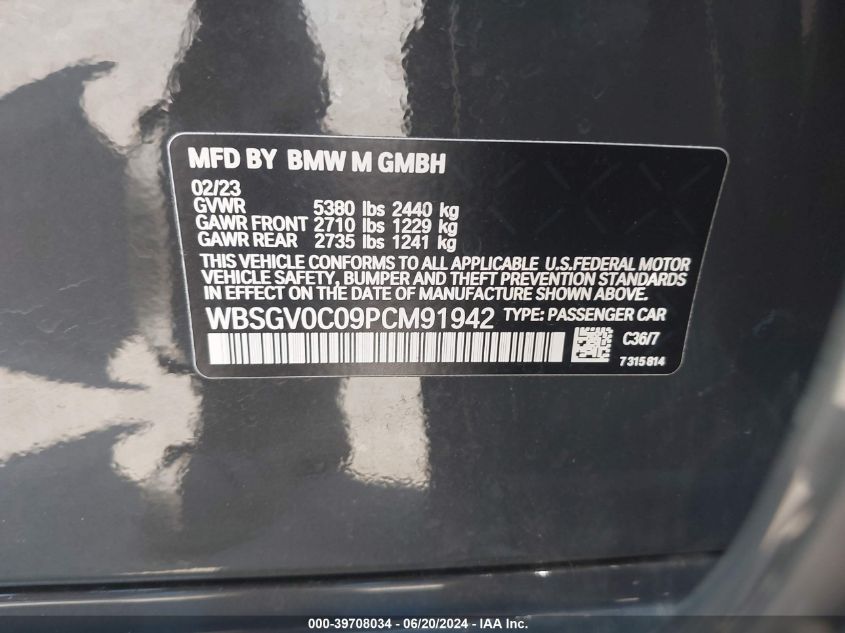 MFD BY BMW M GMBH
02/23
GVWR 5380 lbs 2440 kg
GAWR FRONT 2710 lbs 1229 kg
GAWR REAR 2735 lbs 1241 kg
THIS VEHICLE CONFORMS TO ALL APPLICABLE U.S.FEDERAL MOTOR
VEHICLE SAFETY, BUMPER AND THEFT PREVENTION STANDARDS
IN EFFECT ON THE DATE OF MANUFACTURE SHOWN ABOVE.
WBSGV0C09PCM91942 TYPE: PASSENGER CAR
C36/7
7 315 814
000-39708034 - 06/20/2024 - IAA Inc.